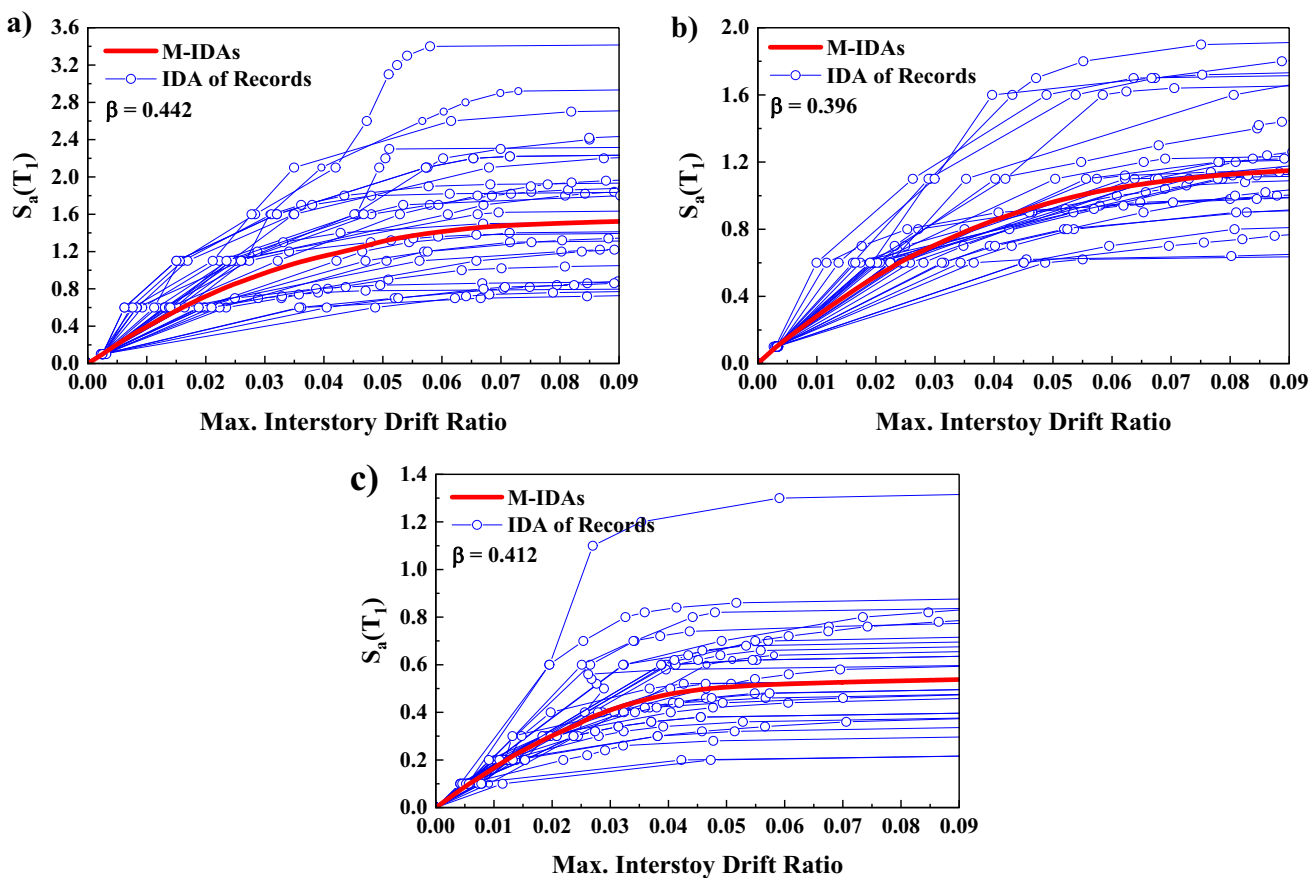 a)
M-IDAs
IDA of Records
β = 0.442
3.6
3.2
2.8
2.4
2.0
1.6
1.2
0.8
0.4
0.0
Sa(T1)
0.00 0.01 0.02 0.03 0.04 0.05 0.06 0.07 0.08 0.09
Max. Interstory Drift Ratio
b)
M-IDAs
IDA of Records
β = 0.396
2.0
1.6
1.2
0.8
0.4
0.0
Sa(T1)
0.00 0.01 0.02 0.03 0.04 0.05 0.06 0.07 0.08 0.09
Max. Interstoy Drift Ratio
c)
M-IDAs
IDA of Records
β = 0.412
1.4
1.2
1.0
0.8
0.6
0.4
0.2
0.0
Sa(T1)
0.00 0.01 0.02 0.03 0.04 0.05 0.06 0.07 0.08 0.09
Max. Interstoy Drift Ratio